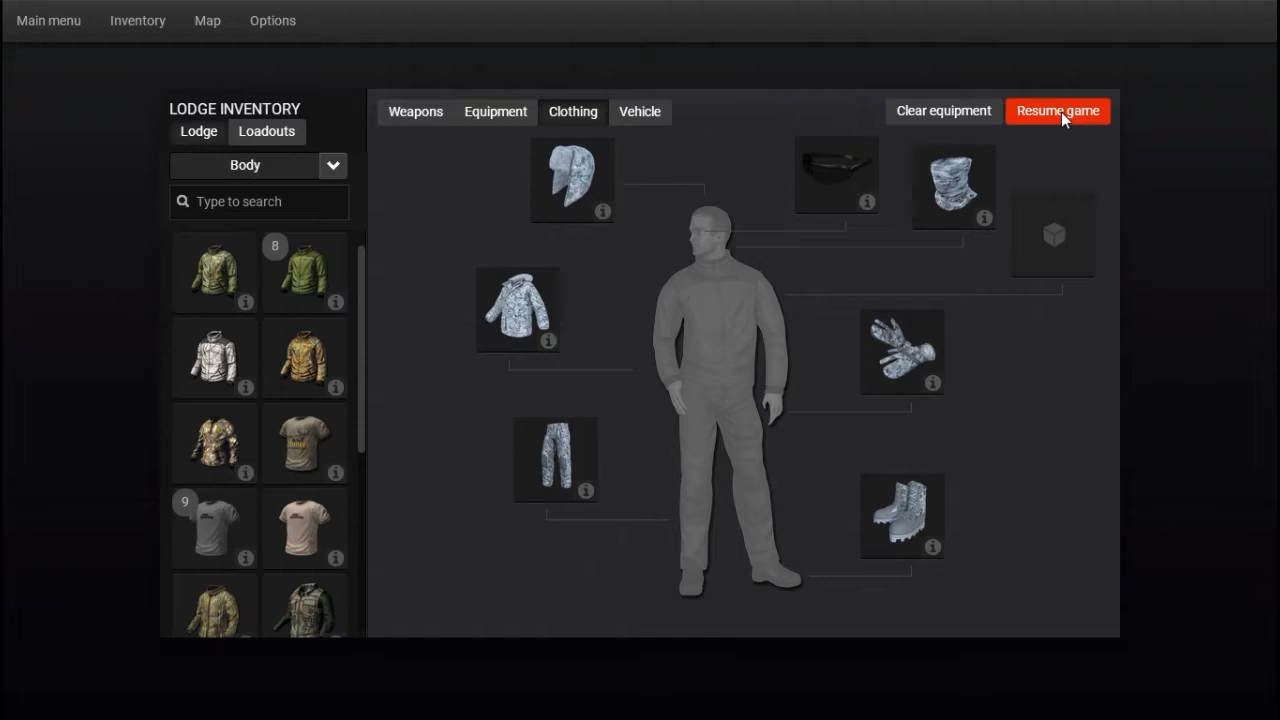 Main menu
Inventory
Map
Options
LODGE INVENTORY
Lodge
Loadouts
Body
Type to search
8
9
Weapons
Equipment
Clothing
Vehicle
Clear equipment
Resume game